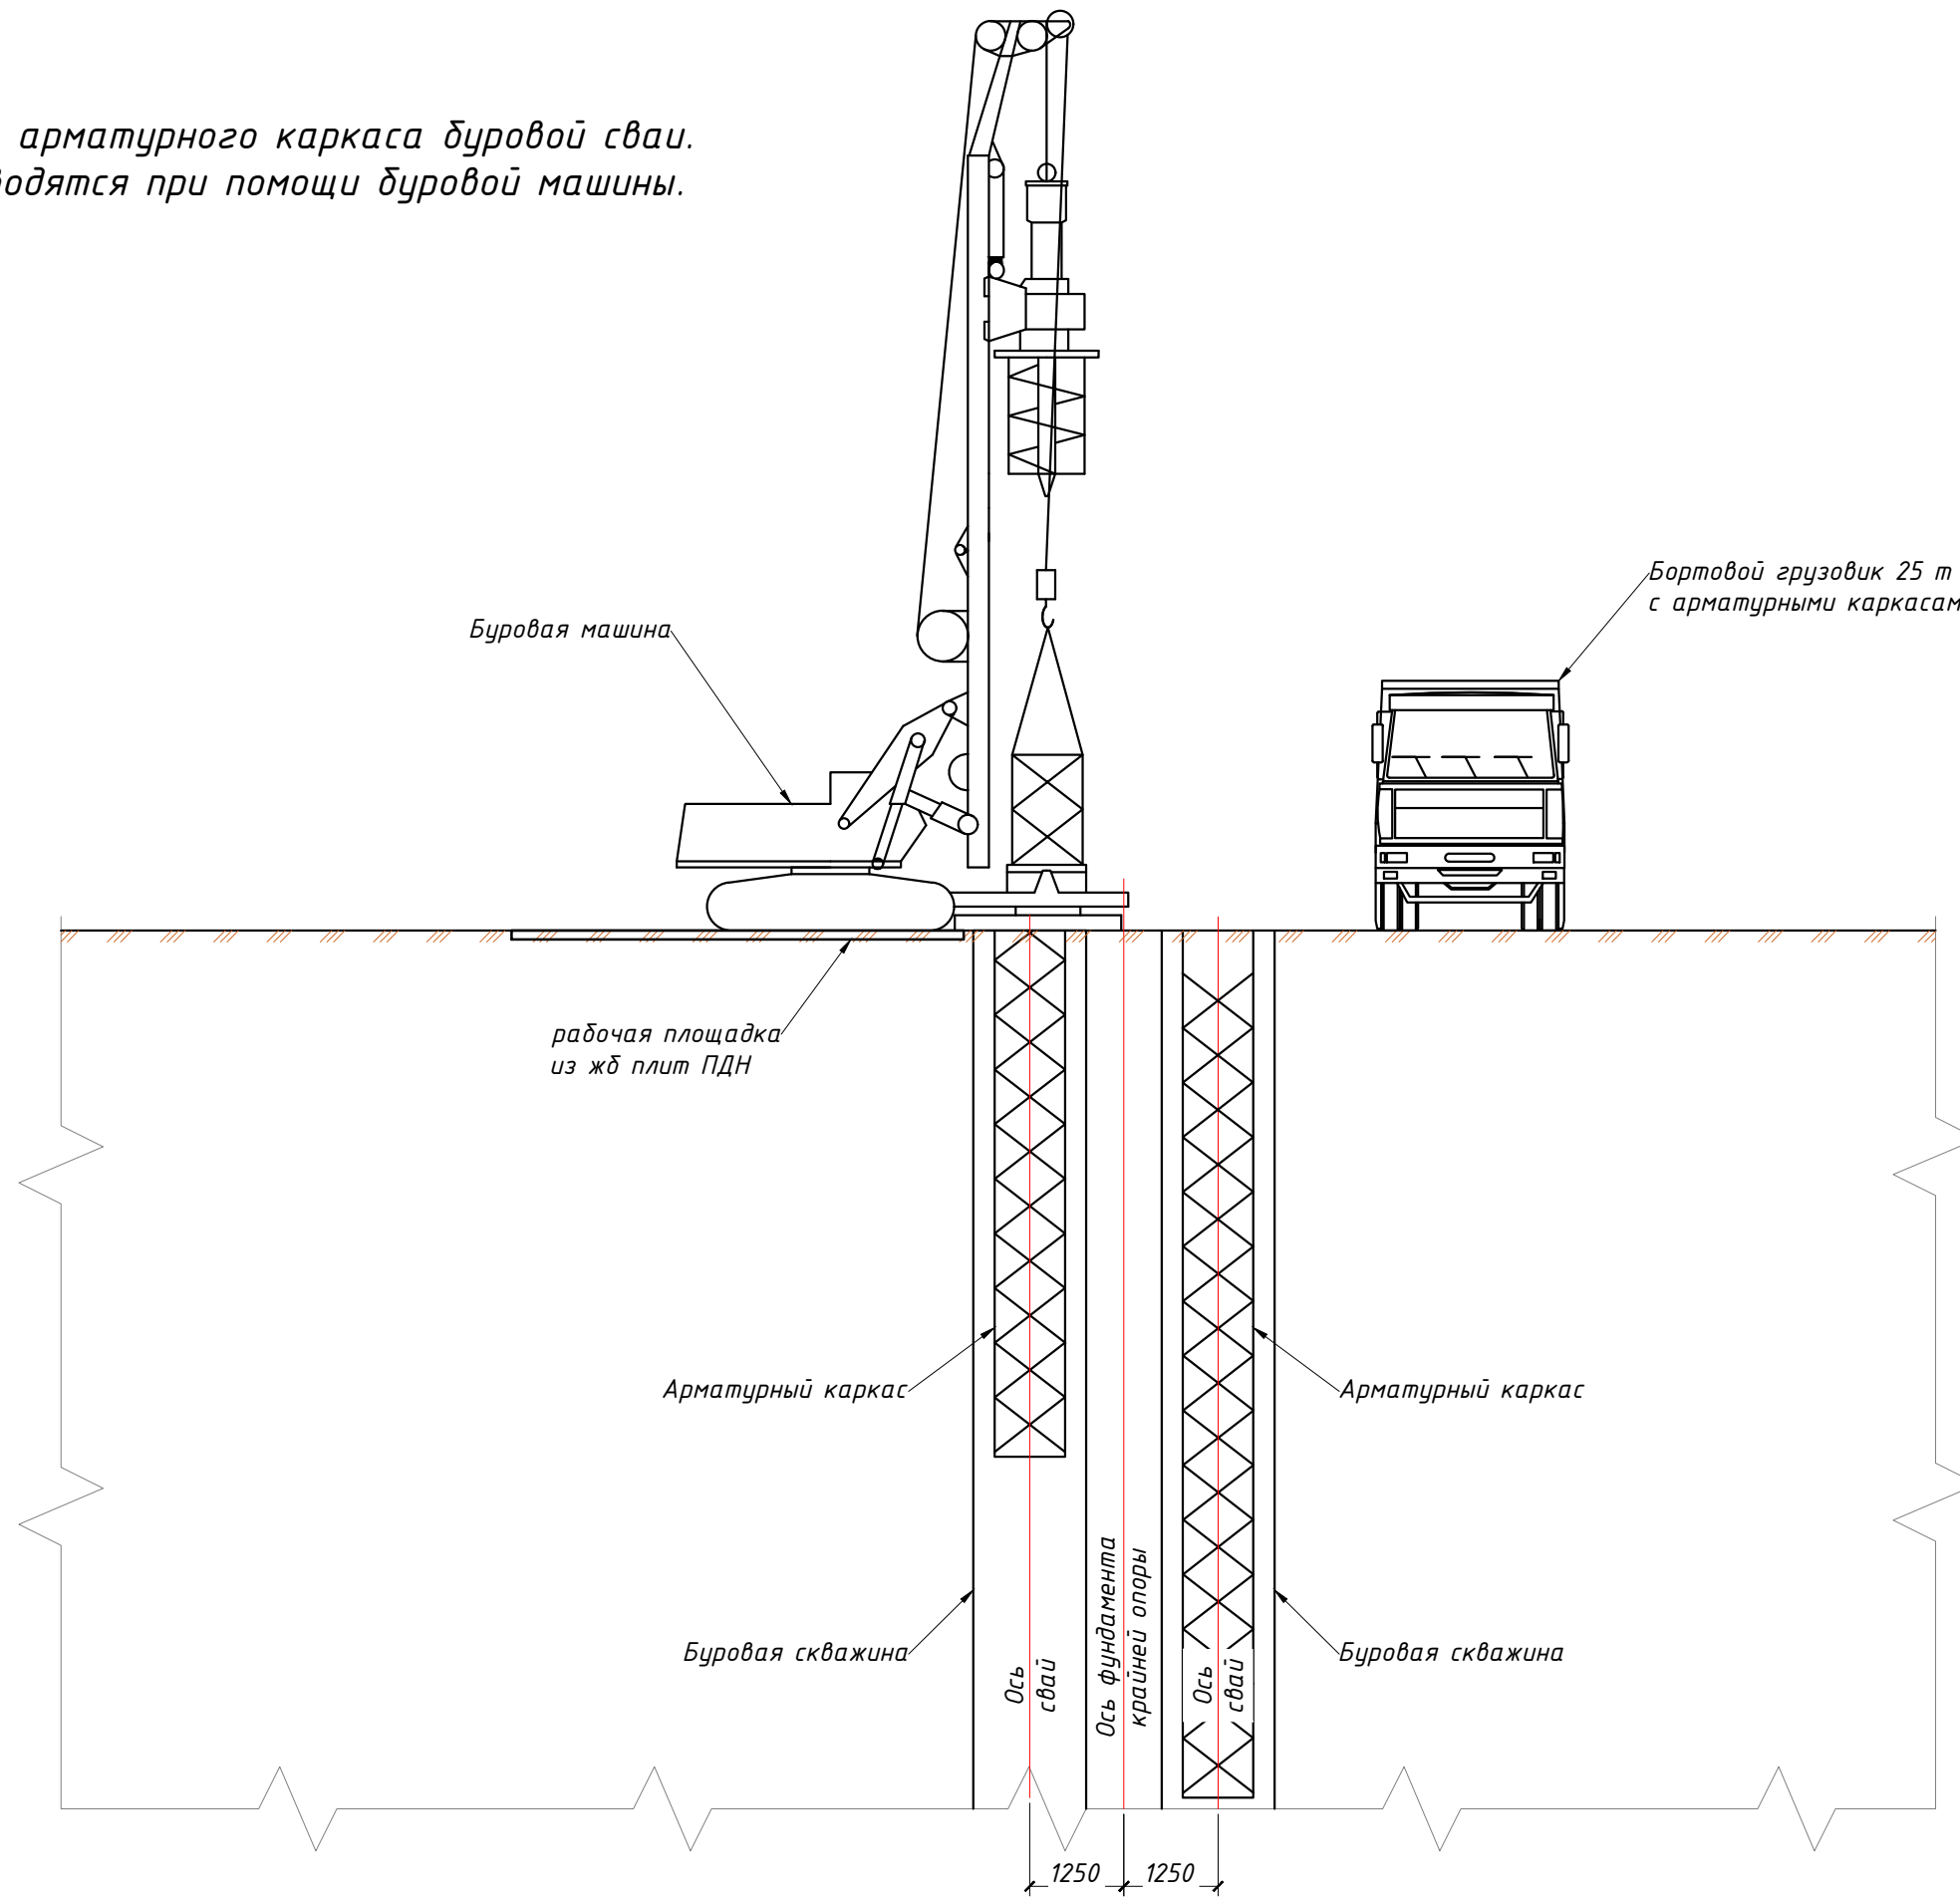 арматурного каркаса буровой сваи.
водятся при помощи буровой машины.
Бортовой грузовик 25 т
с арматурными каркасам
Буровая машина
рабочая площадка
из жб плит ПДН
Арматурный каркас
Арматурный каркас
Буровая скважина
Буровая скважина
Ось
свай
Ось фундамента
крайней опоры
Ось
свай
1250
1250